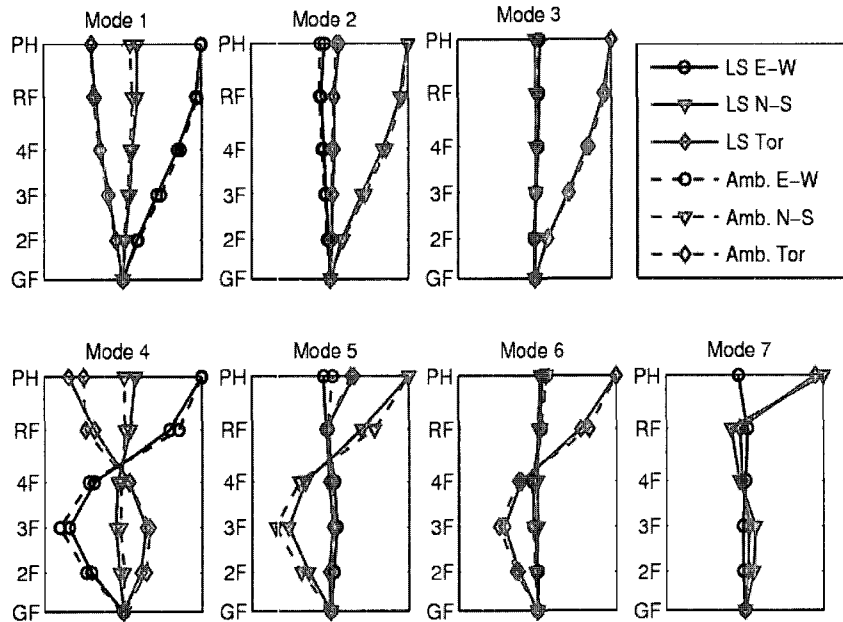 Mode 1
Mode 2
Mode 3
PH
RF
4F
3F
2F
GF
PH
RF
4F
3F
2F
GF
PH
RF
4F
3F
2F
GF
LS E-W
LS N-S
LS Tor
Amb. E-W
Amb. N-S
Amb. Tor
Mode 4
Mode 5
Mode 6
Mode 7
PH
RF
4F
3F
2F
GF
PH
RF
4F
3F
2F
GF
PH
RF
4F
3F
2F
GF
PH
RF
4F
3F
2F
GF